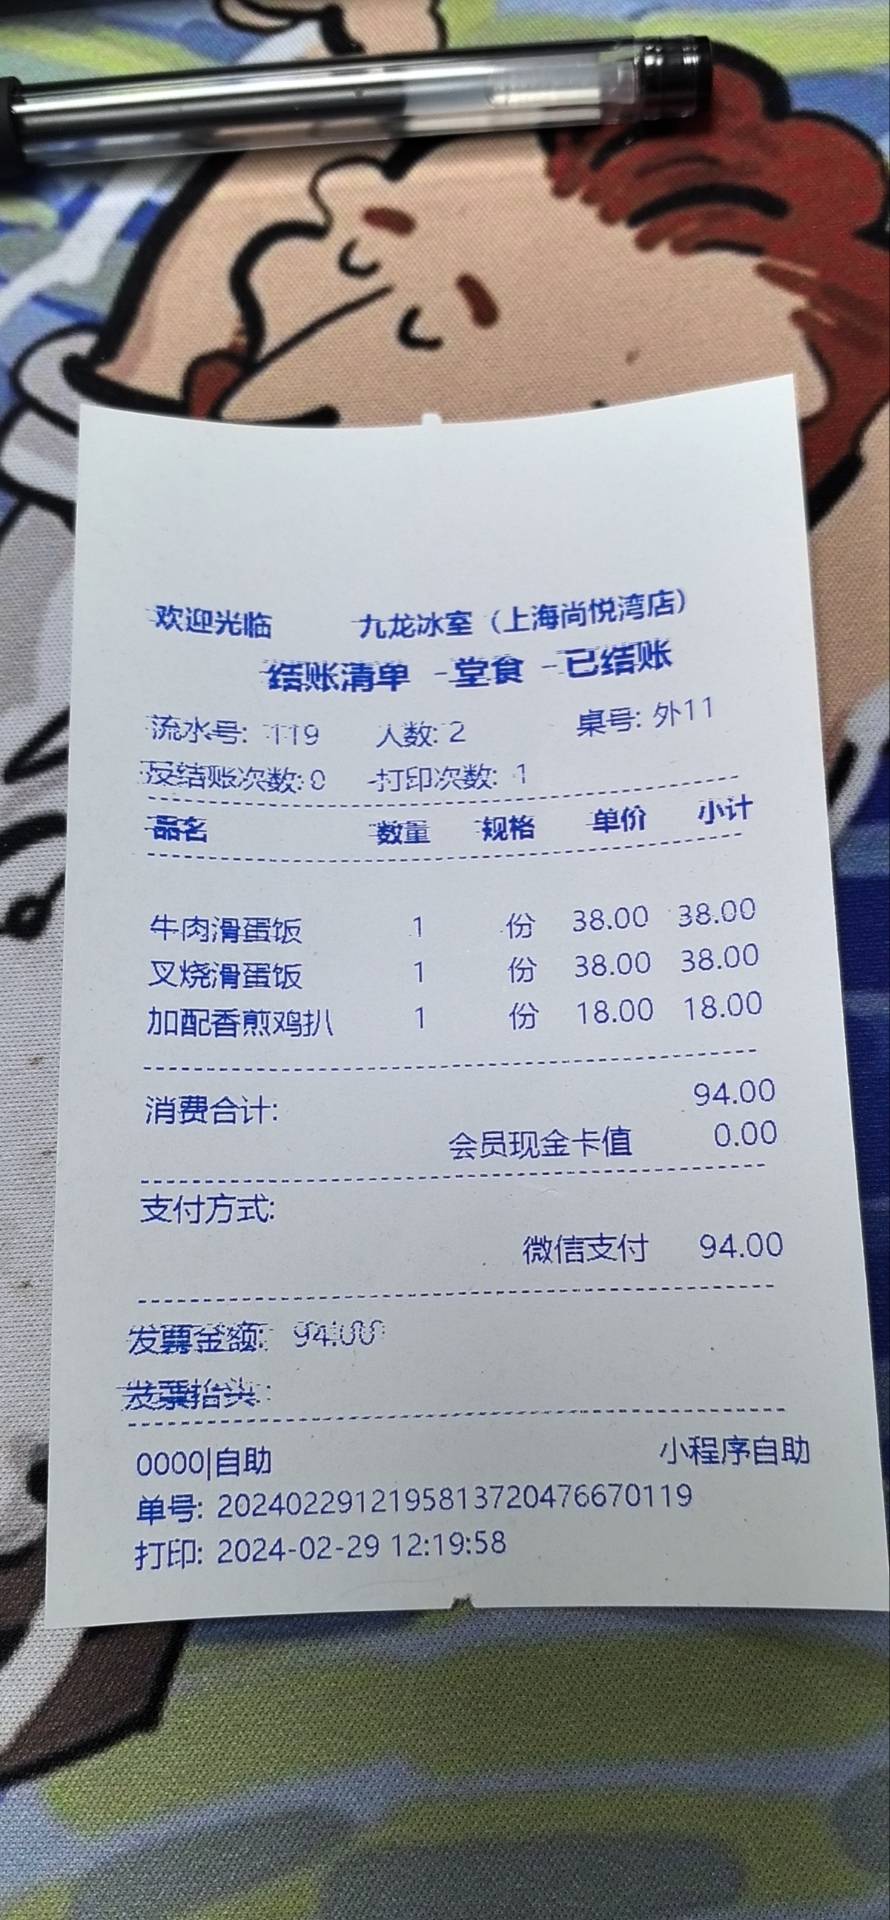 欢迎光临 九龙冰室（上海尚悦湾店）
结账清单 -堂食 -已结账
流水号: 119 人数: 2 桌号: 外11
反结账次数: 0 打印次数: 1
品名 数量 规格 单价 小计
牛肉滑蛋饭 1 份 38.00 38.00
叉烧滑蛋饭 1 份 38.00 38.00
加配香煎鸡扒 1 份 18.00 18.00
消费合计: 94.00
会员现金卡值 0.00
支付方式:
微信支付 94.00
发票金额: 94.00
发票抬头:
0000|自助 小程序自助
单号: 2024022912195813720476670119
打印: 2024-02-29 12:19:58